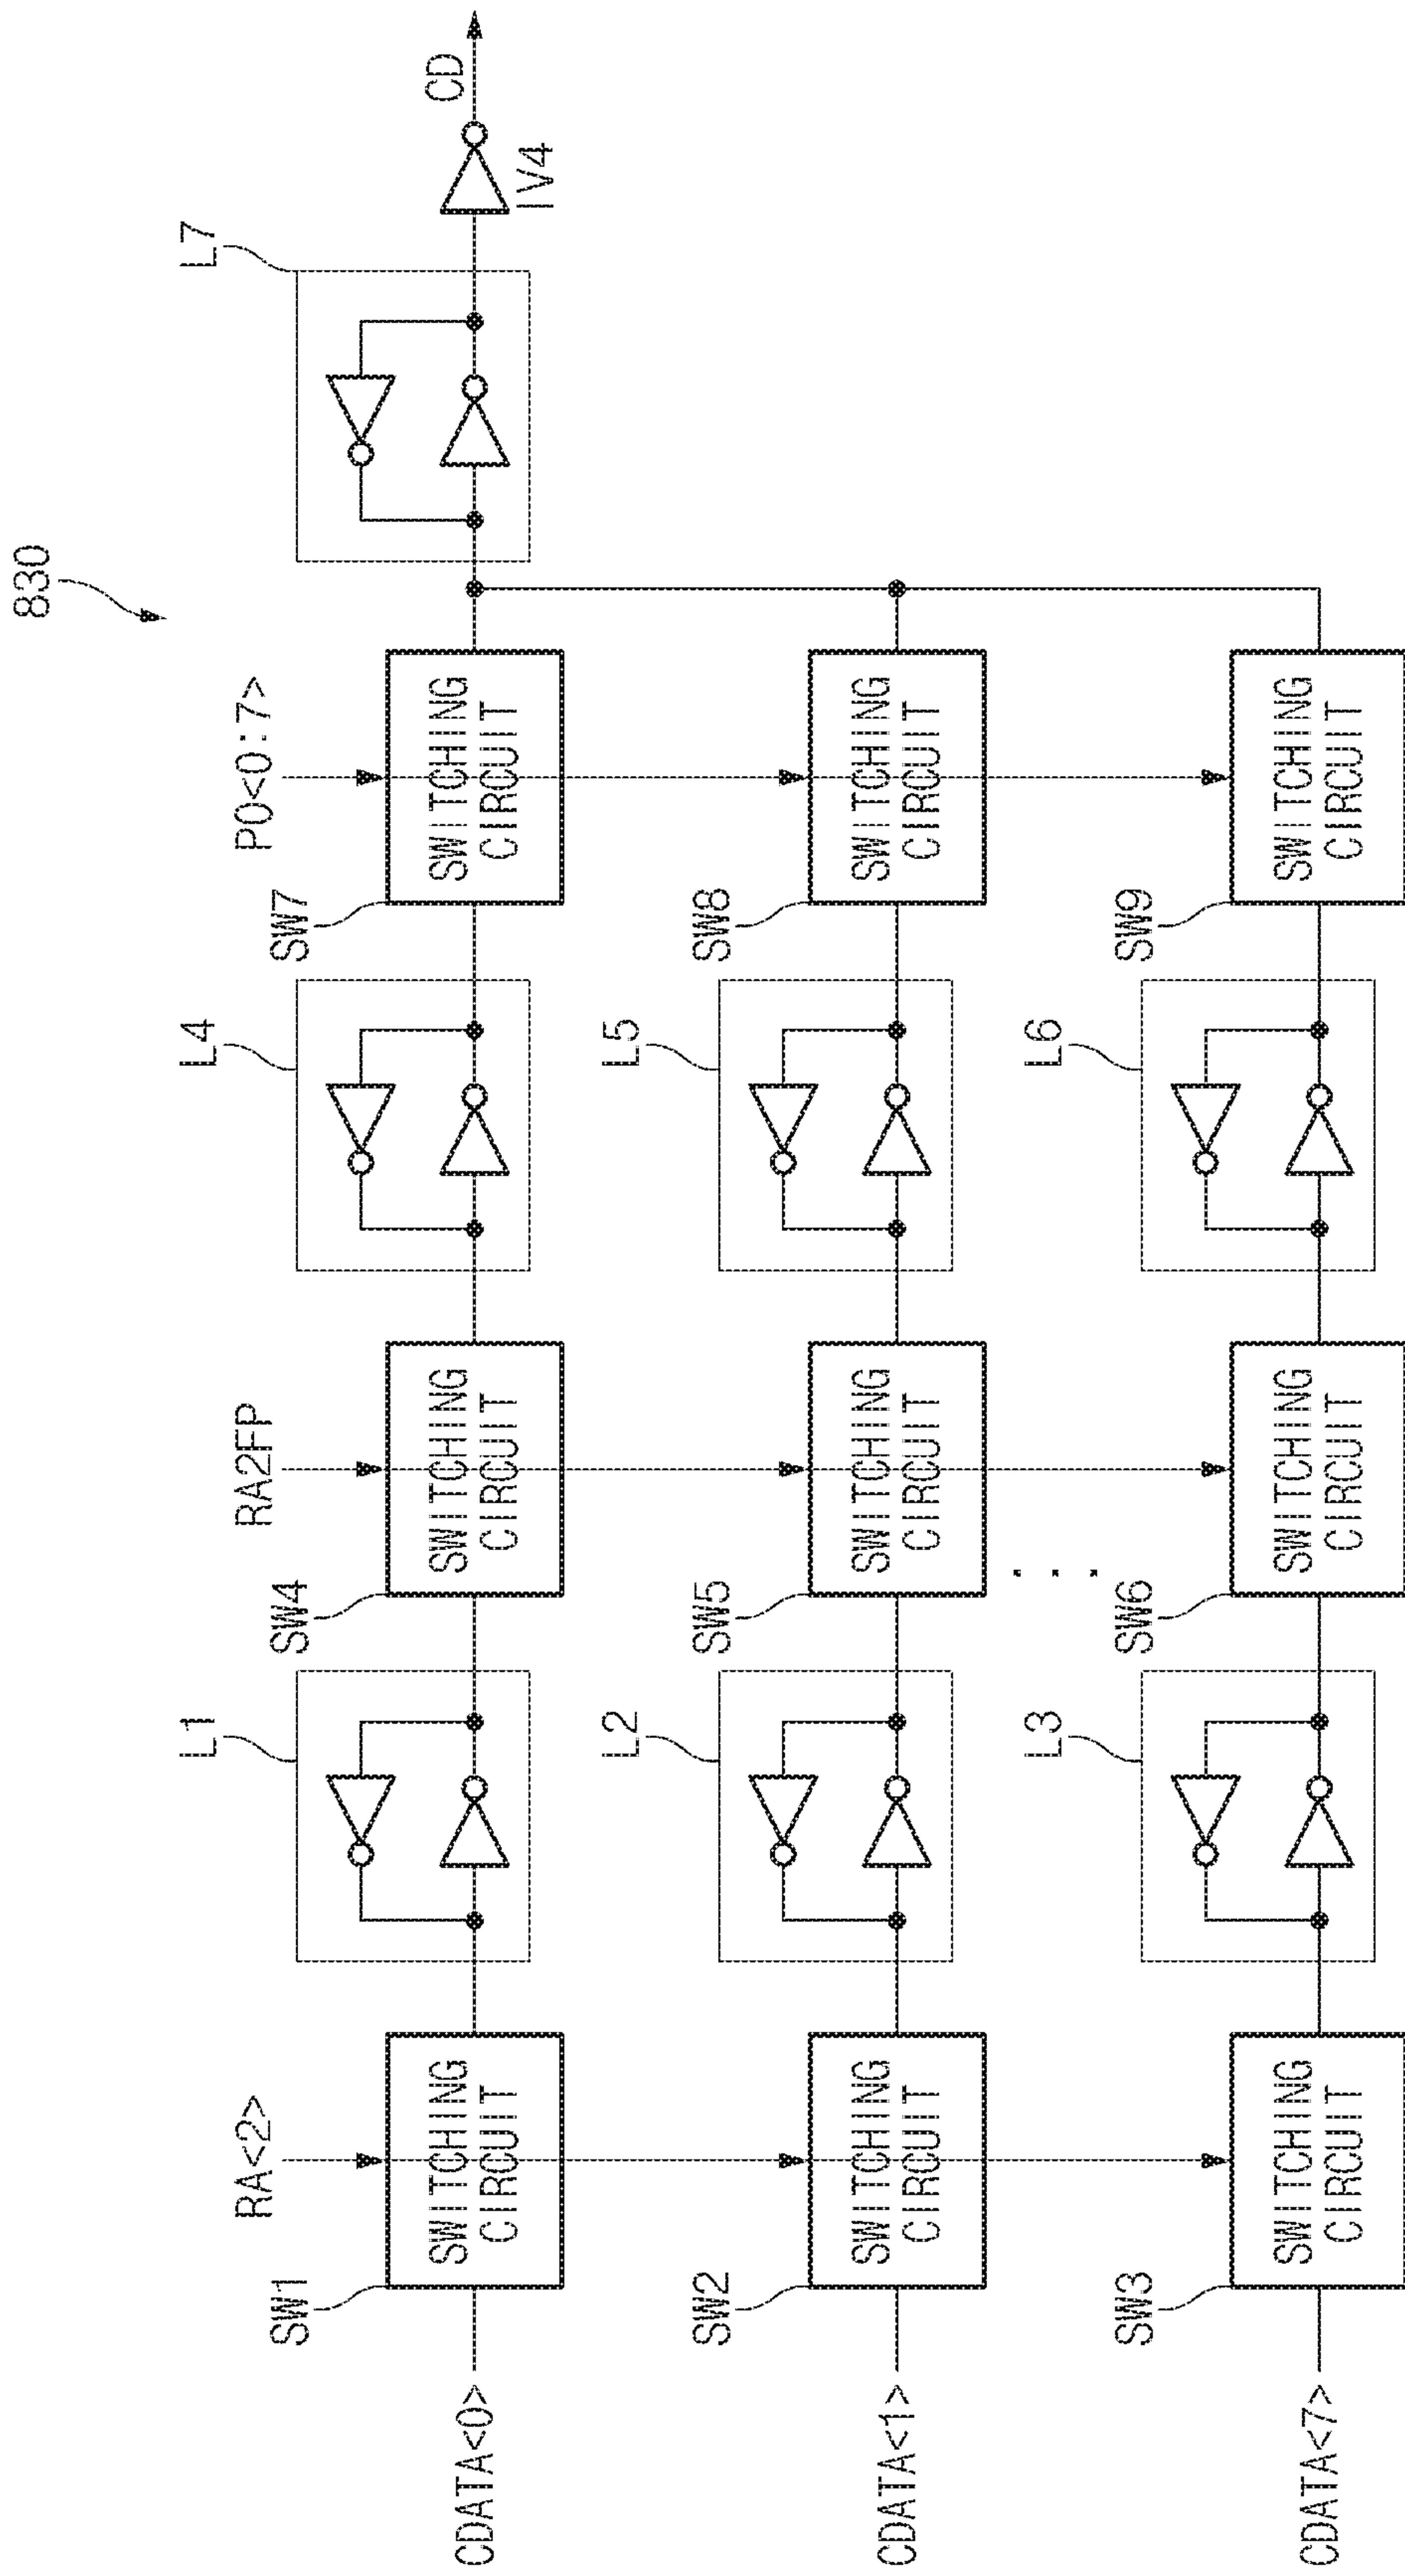 830
RA<2>
RA2FP
PO<0:7>
L1
L4
L7
SW1
SW4
SW7
CDATA<0>
SWITCHING
CIRCUIT
SWITCHING
CIRCUIT
SWITCHING
CIRCUIT
CD
IV4
L2
L5
SW2
SW5
SW8
CDATA<1>
SWITCHING
CIRCUIT
SWITCHING
CIRCUIT
SWITCHING
CIRCUIT
. . .
L3
L6
SW3
SW6
SW9
CDATA<7>
SWITCHING
CIRCUIT
SWITCHING
CIRCUIT
SWITCHING
CIRCUIT